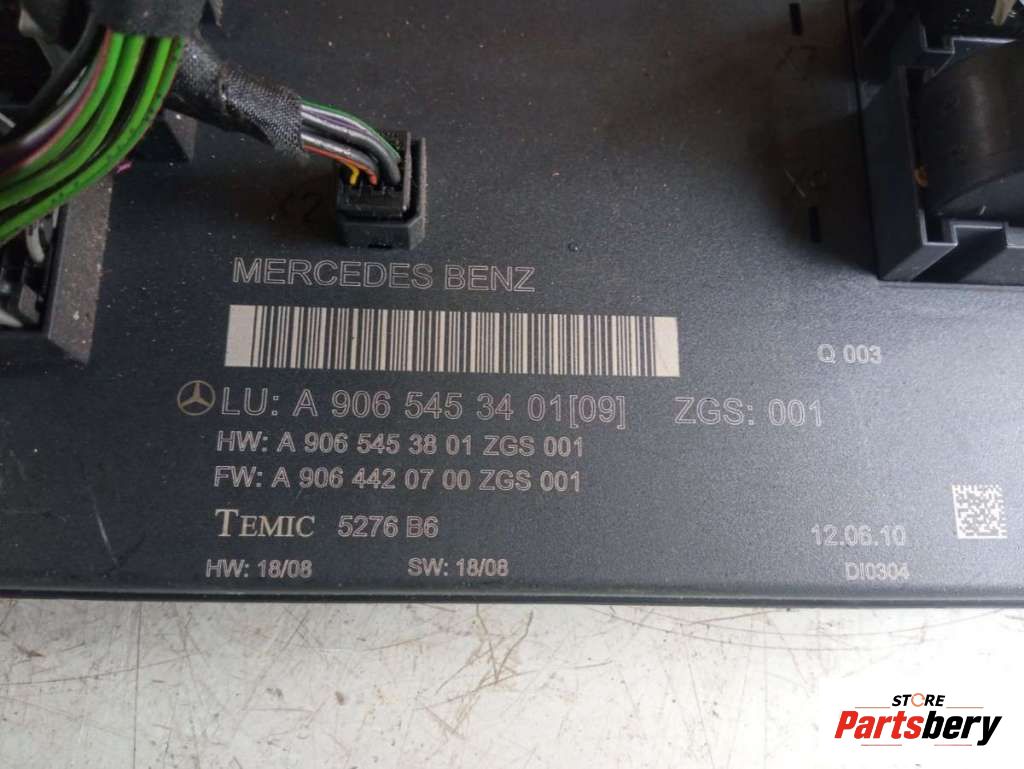 X2
MERCEDES BENZ
Q 003
LU: A 906 545 34 01[09] ZGS: 001
HW: A 906 545 38 01 ZGS 001
FW: A 906 442 07 00 ZGS 001
TEMIC 5276 B6
12.06.10
HW: 18/08 SW: 18/08
DI0304
STORE
Partsbery